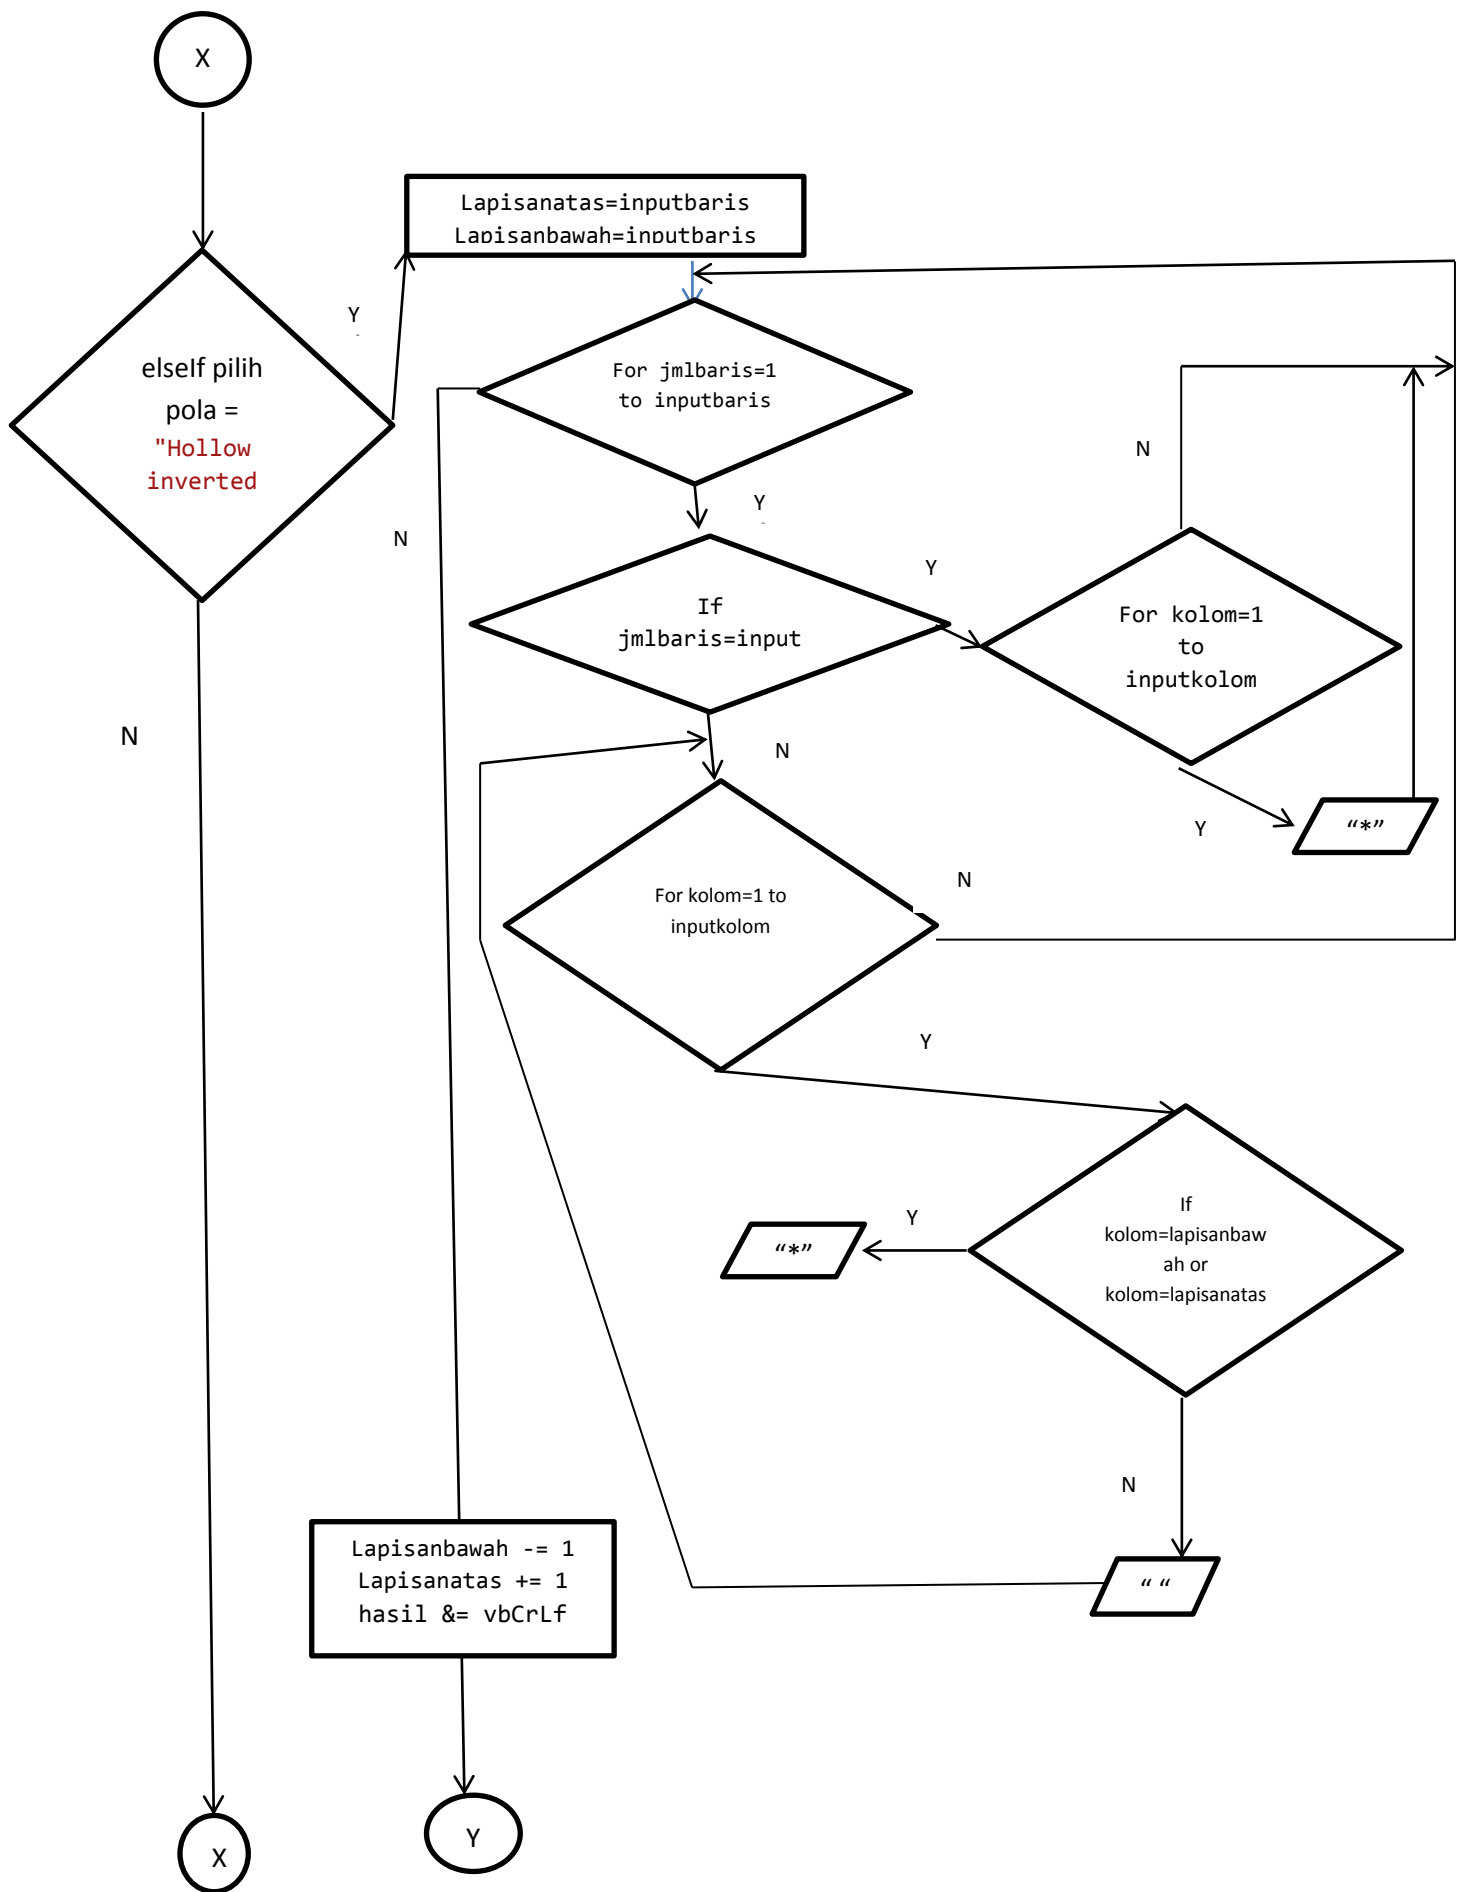 X
Lapisanatas=inputbaris
Lapisanbawah=inputbaris
Y
elseIf pilih
pola =
"Hollow
inverted
For jmlbaris=1
to inputbaris
N
Y
N
If
jmlbaris=input
Y
For kolom=1
to
inputkolom
N
N
Y
“*”
For kolom=1 to
inputkolom
N
Y
If
kolom=lapisanbaw
ah or
kolom=lapisanatas
Y
“*”
N
“ “
Lapisanbawah -= 1
Lapisanatas += 1
hasil &= vbCrLf
Y
X